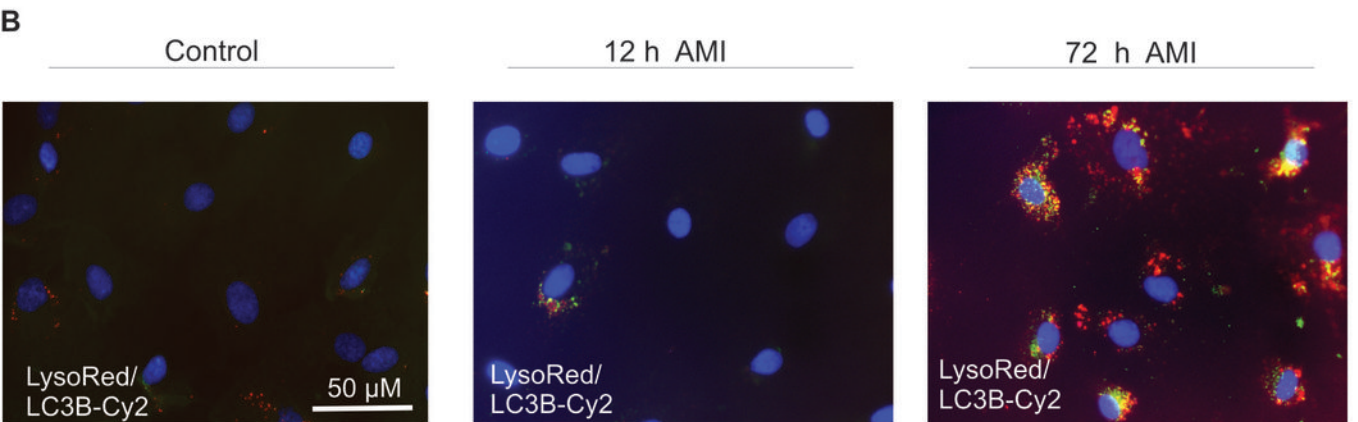 B
Control
12 h AMI
72 h AMI
LysoRed/
LC3B-Cy2
50 µM
LysoRed/
LC3B-Cy2
LysoRed/
LC3B-Cy2